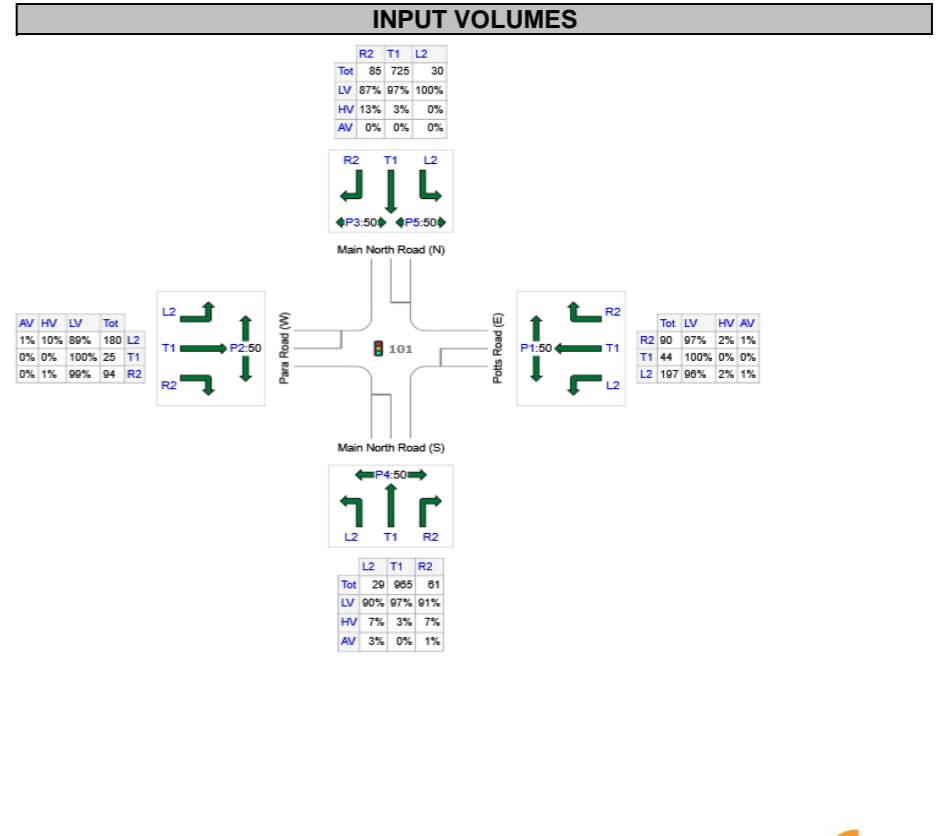 INPUT VOLUMES
R2 T1 L2
Tot 85 725 30
LV 87% 97% 100%
HV 13% 3% 0%
AV 0% 0% 0%
R2 T1 L2
P3:50 P5:50
Main North Road (N)
AV HV LV Tot
1% 10% 89% 180 L2
0% 0% 100% 25 T1
0% 1% 99% 94 R2
L2
T1 P2:50
R2
Para Road (W)
101
Potts Road (E)
R2
P1:50 T1
L2
Tot LV HV AV
R2 90 97% 2% 1%
T1 44 100% 0% 0%
L2 197 96% 2% 1%
Main North Road (S)
P4:50
L2 T1 R2
L2 T1 R2
Tot 29 965 61
LV 90% 97% 91%
HV 7% 3% 7%
AV 3% 0% 1%